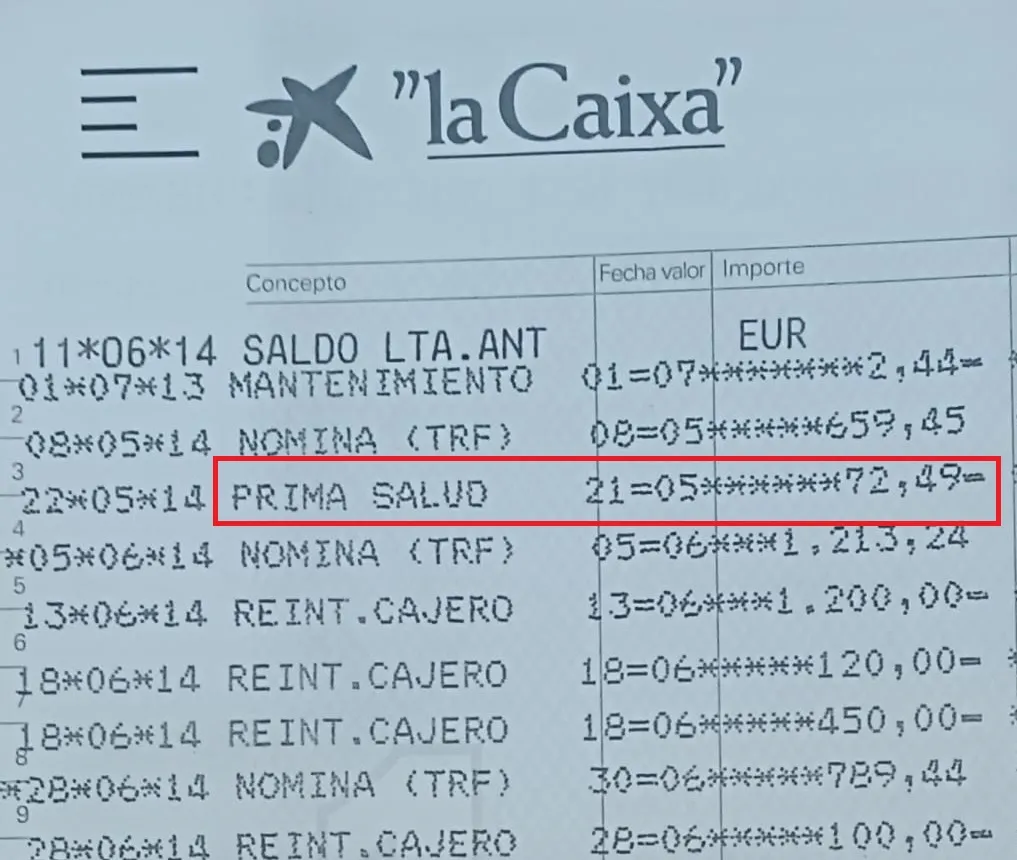 "la Caixa"
Concepto Fecha valor Importe
1 11*06*14 SALDO LTA.ANT EUR
01*07*13 MANTENIMIENTO 01=07*******2,44=
2
08*05*14 NOMINA (TRF) 08=05*****659,45
3
22*05*14 PRIMA SALUD 21=05******72,49=
4
*05*06*14 NOMINA (TRF) 05=06***1.213,24
5
13*06*14 REINT.CAJERO 13=06***1.200,00=
6
18*06*14 REINT.CAJERO 18=06*****120,00= *
7
18*06*14 REINT.CAJERO 18=06*****450,00=
8
*28*06*14 NOMINA (TRF) 30=06*****789,44
9
28*06*14 REINT.CAJERO 28=06*****100,00=